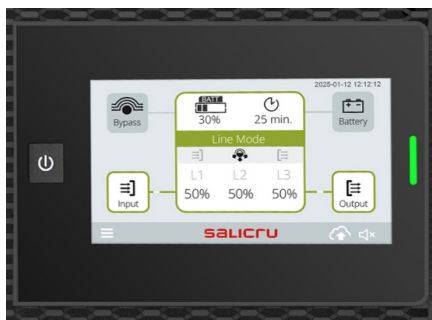 2025-01-12 12:12:12
BATT
30%
25 min.
Bypass
Battery
Line Mode
L1 L2 L3
50% 50% 50%
Input
Output
SALICRU